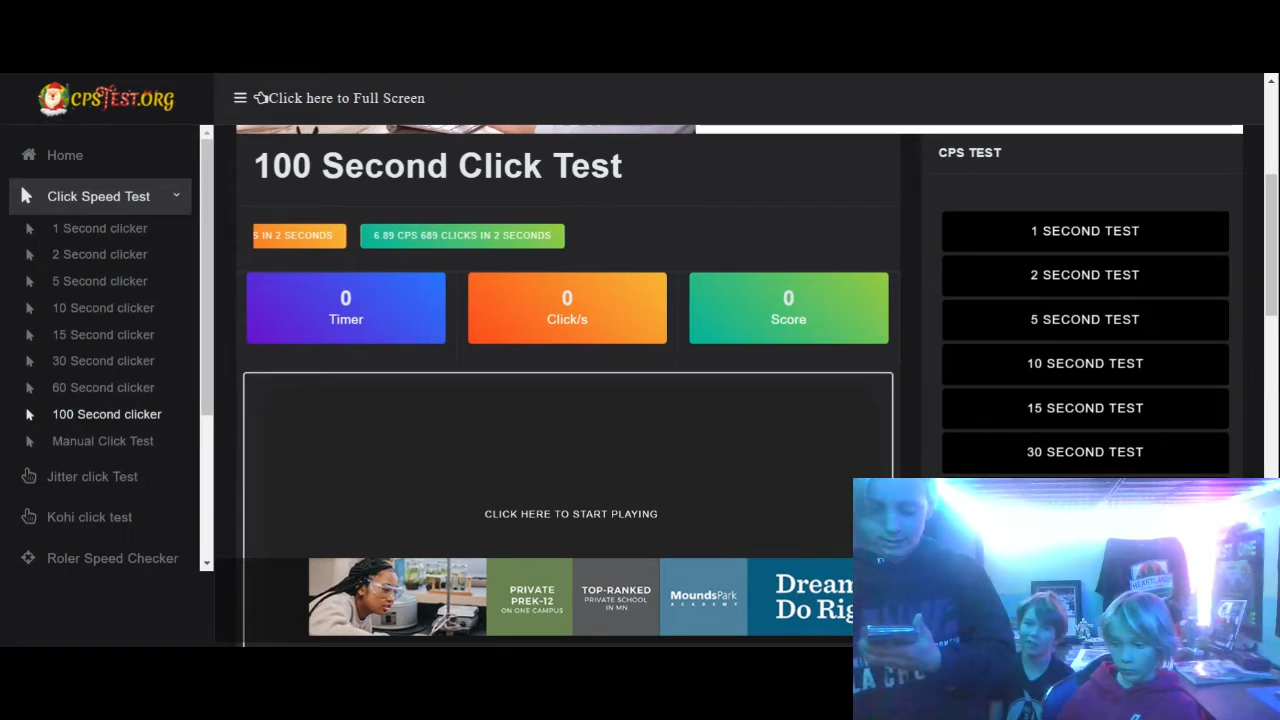 CPSTEST.ORG
Click here to Full Screen
Home
Click Speed Test
1 Second clicker
2 Second clicker
5 Second clicker
10 Second clicker
15 Second clicker
30 Second clicker
60 Second clicker
100 Second clicker
Manual Click Test
Jitter click Test
Kohi click test
Roler Speed Checker
100 Second Click Test
S IN 2 SECONDS
6.89 CPS 689 CLICKS IN 2 SECONDS
0
Timer
0
Click/s
0
Score
CLICK HERE TO START PLAYING
PRIVATE
PREK-12
ON ONE CAMPUS
TOP-RANKED
PRIVATE SCHOOL
IN MN
MoundsPark
ACADEMY
Dream
Do Rig
CPS TEST
1 SECOND TEST
2 SECOND TEST
5 SECOND TEST
10 SECOND TEST
15 SECOND TEST
30 SECOND TEST
HEARTLAND